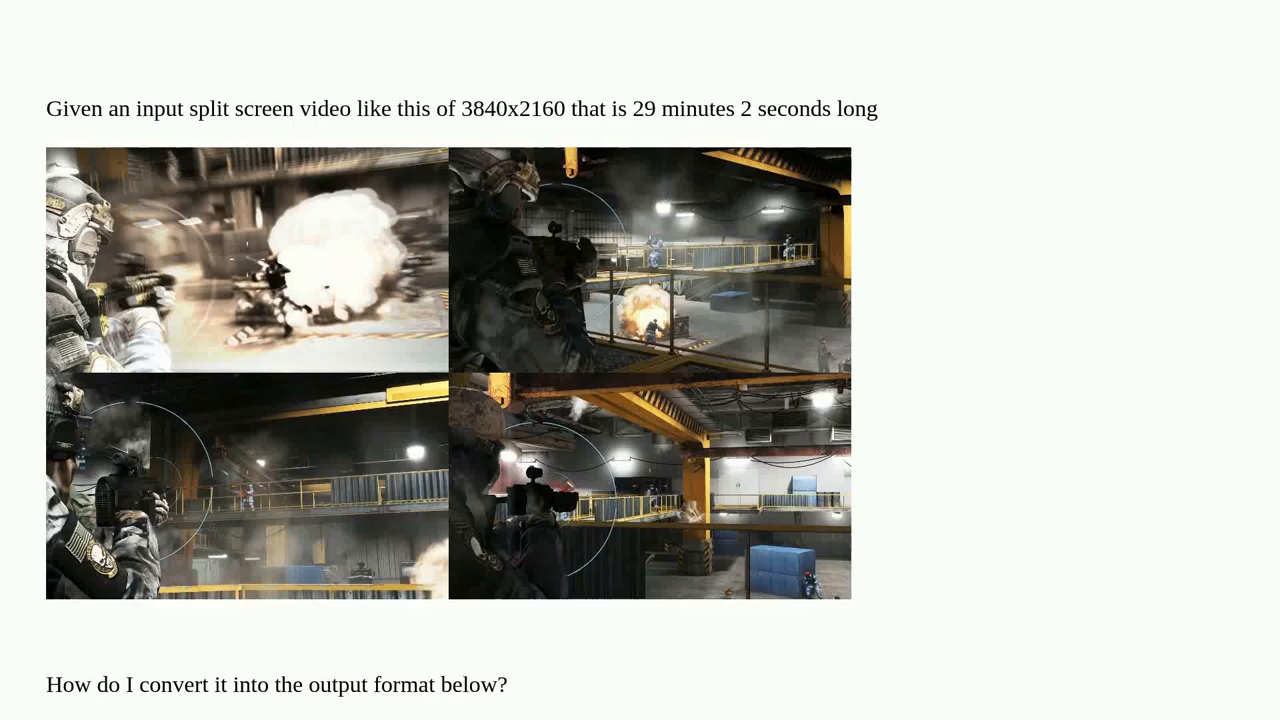 Given an input split screen video like this of 3840x2160 that is 29 minutes 2 seconds long
How do I convert it into the output format below?